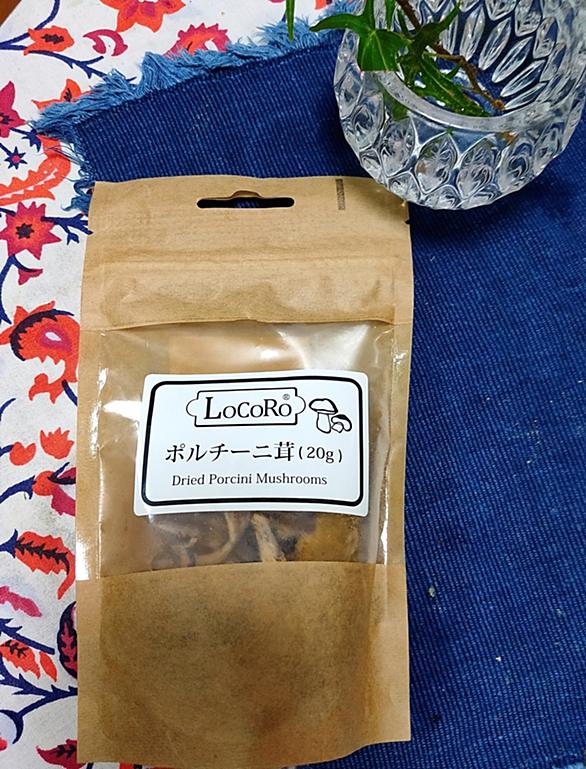 LOCORO®
ポルチーニ茸(20g)
Dried Porcini Mushrooms